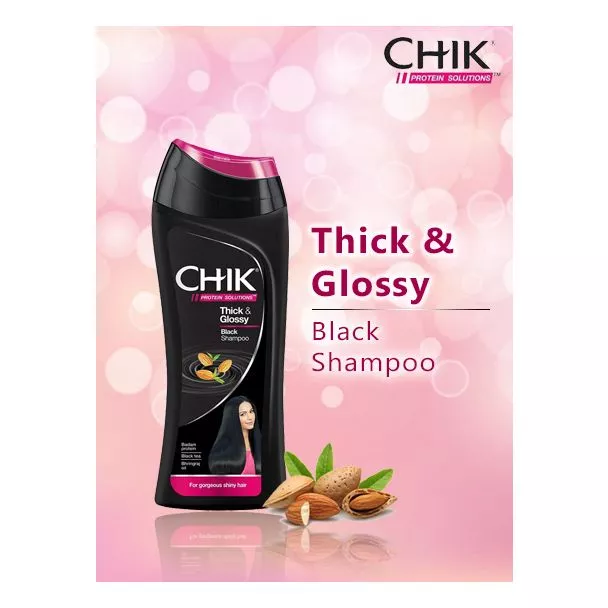 CHIK®
PROTEIN SOLUTIONS™
Thick &
Glossy
Black
Shampoo
CHIK®
PROTEIN SOLUTIONS
Thick &
Glossy
Black
Shampoo
Badam
protein
Black tea
Bhringraj
oil
For gorgeous shiny hair